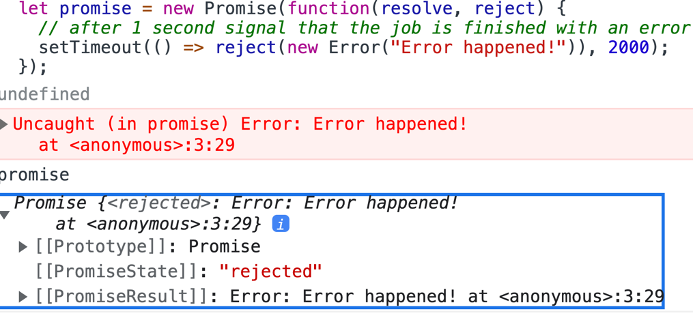 let promise = new Promise(function(resolve, reject) {
// after 1 second signal that the job is finished with an error
setTimeout(() => reject(new Error("Error happened!")), 2000);
});
undefined
Uncaught (in promise) Error: Error happened!
at <anonymous>:3:29
promise
Promise {<rejected>: Error: Error happened!
at <anonymous>:3:29} i
[[Prototype]]: Promise
[[PromiseState]]: "rejected"
[[PromiseResult]]: Error: Error happened! at <anonymous>:3:29